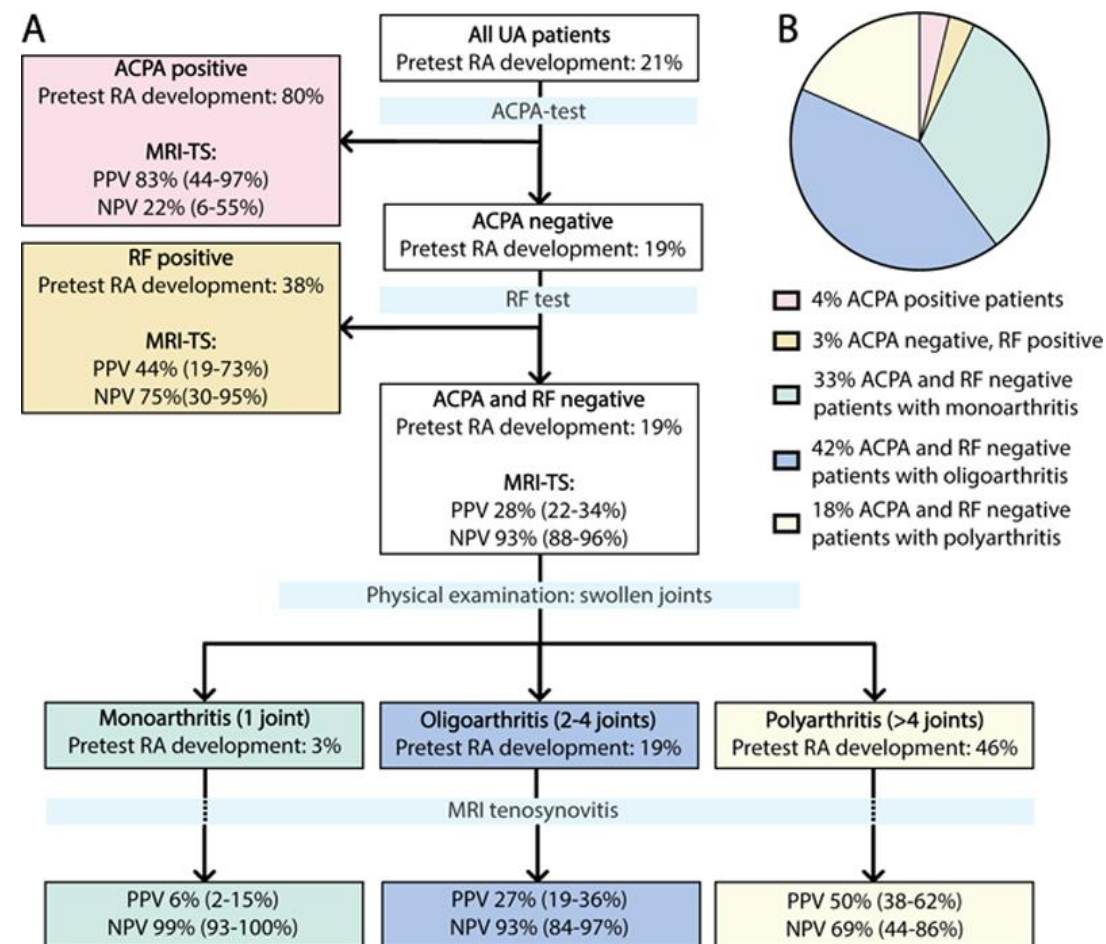 A
All UA patients
Pretest RA development: 21%
ACPA-test
ACPA positive
Pretest RA development: 80%
MRI-TS:
PPV 83% (44-97%)
NPV 22% (6-55%)
ACPA negative
Pretest RA development: 19%
RF test
RF positive
Pretest RA development: 38%
MRI-TS:
PPV 44% (19-73%)
NPV 75%(30-95%)
ACPA and RF negative
Pretest RA development: 19%
MRI-TS:
PPV 28% (22-34%)
NPV 93% (88-96%)
Physical examination: swollen joints
Monoarthritis (1 joint)
Pretest RA development: 3%
Oligoarthritis (2-4 joints)
Pretest RA development: 19%
Polyarthritis (>4 joints)
Pretest RA development: 46%
MRI tenosynovitis
PPV 6% (2-15%)
NPV 99% (93-100%)
PPV 27% (19-36%)
NPV 93% (84-97%)
PPV 50% (38-62%)
NPV 69% (44-86%)
B
4% ACPA positive patients
3% ACPA negative, RF positive
33% ACPA and RF negative
patients with monoarthritis
42% ACPA and RF negative
patients with oligoarthritis
18% ACPA and RF negative
patients with polyarthritis